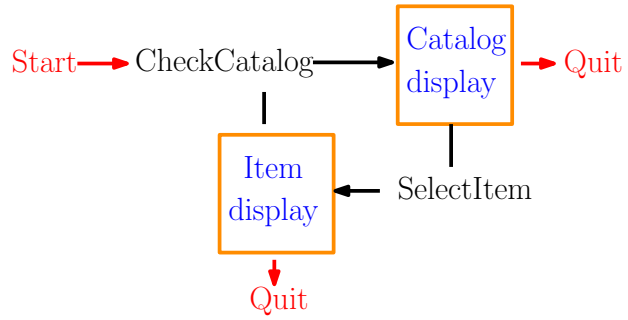 Start
CheckCatalog
Catalog
display
Quit
Item
display
SelectItem
Quit